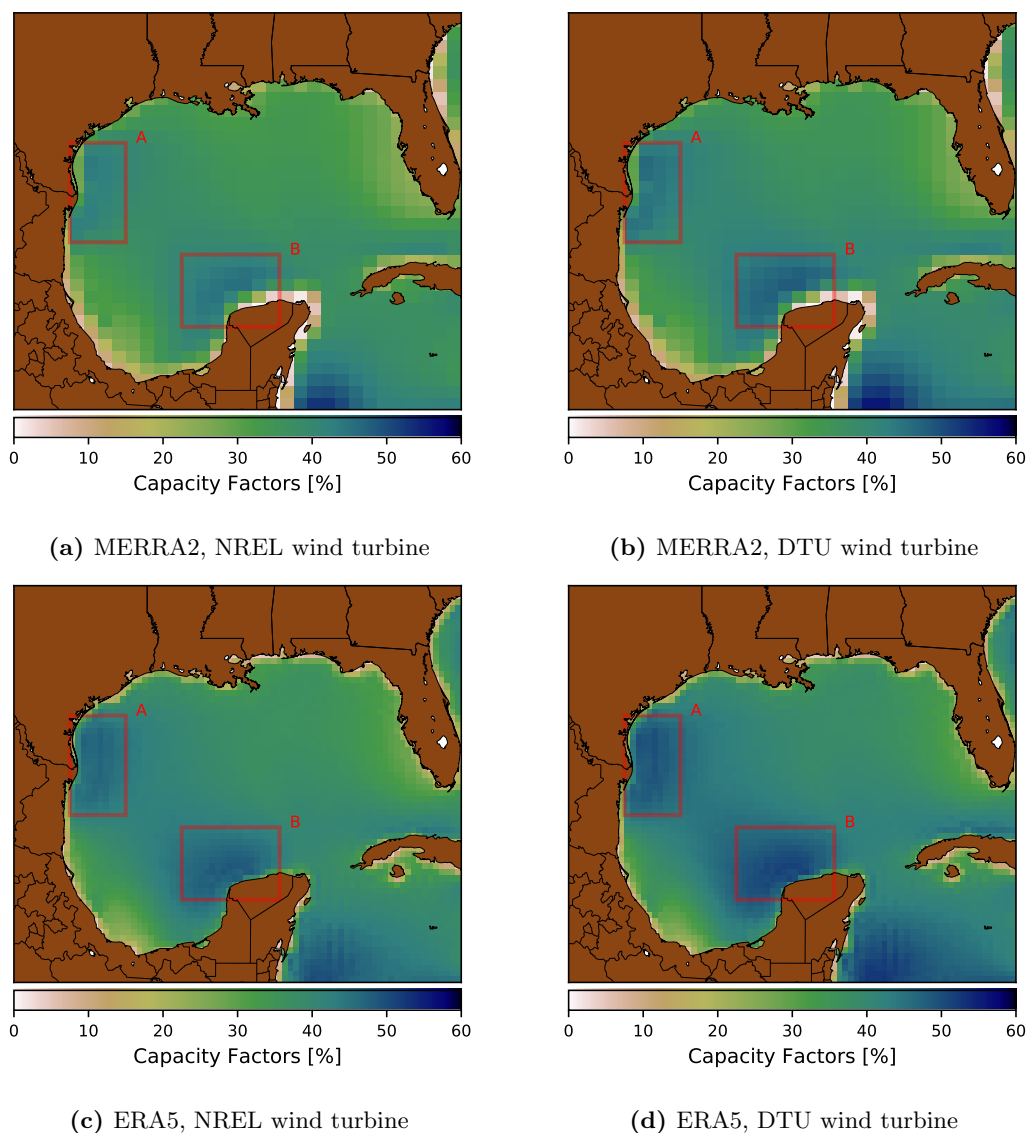 A
B
0 10 20 30 40 50 60
Capacity Factors [%]
(a) MERRA2, NREL wind turbine
A
B
0 10 20 30 40 50 60
Capacity Factors [%]
(b) MERRA2, DTU wind turbine
A
B
0 10 20 30 40 50 60
Capacity Factors [%]
(c) ERA5, NREL wind turbine
A
B
0 10 20 30 40 50 60
Capacity Factors [%]
(d) ERA5, DTU wind turbine